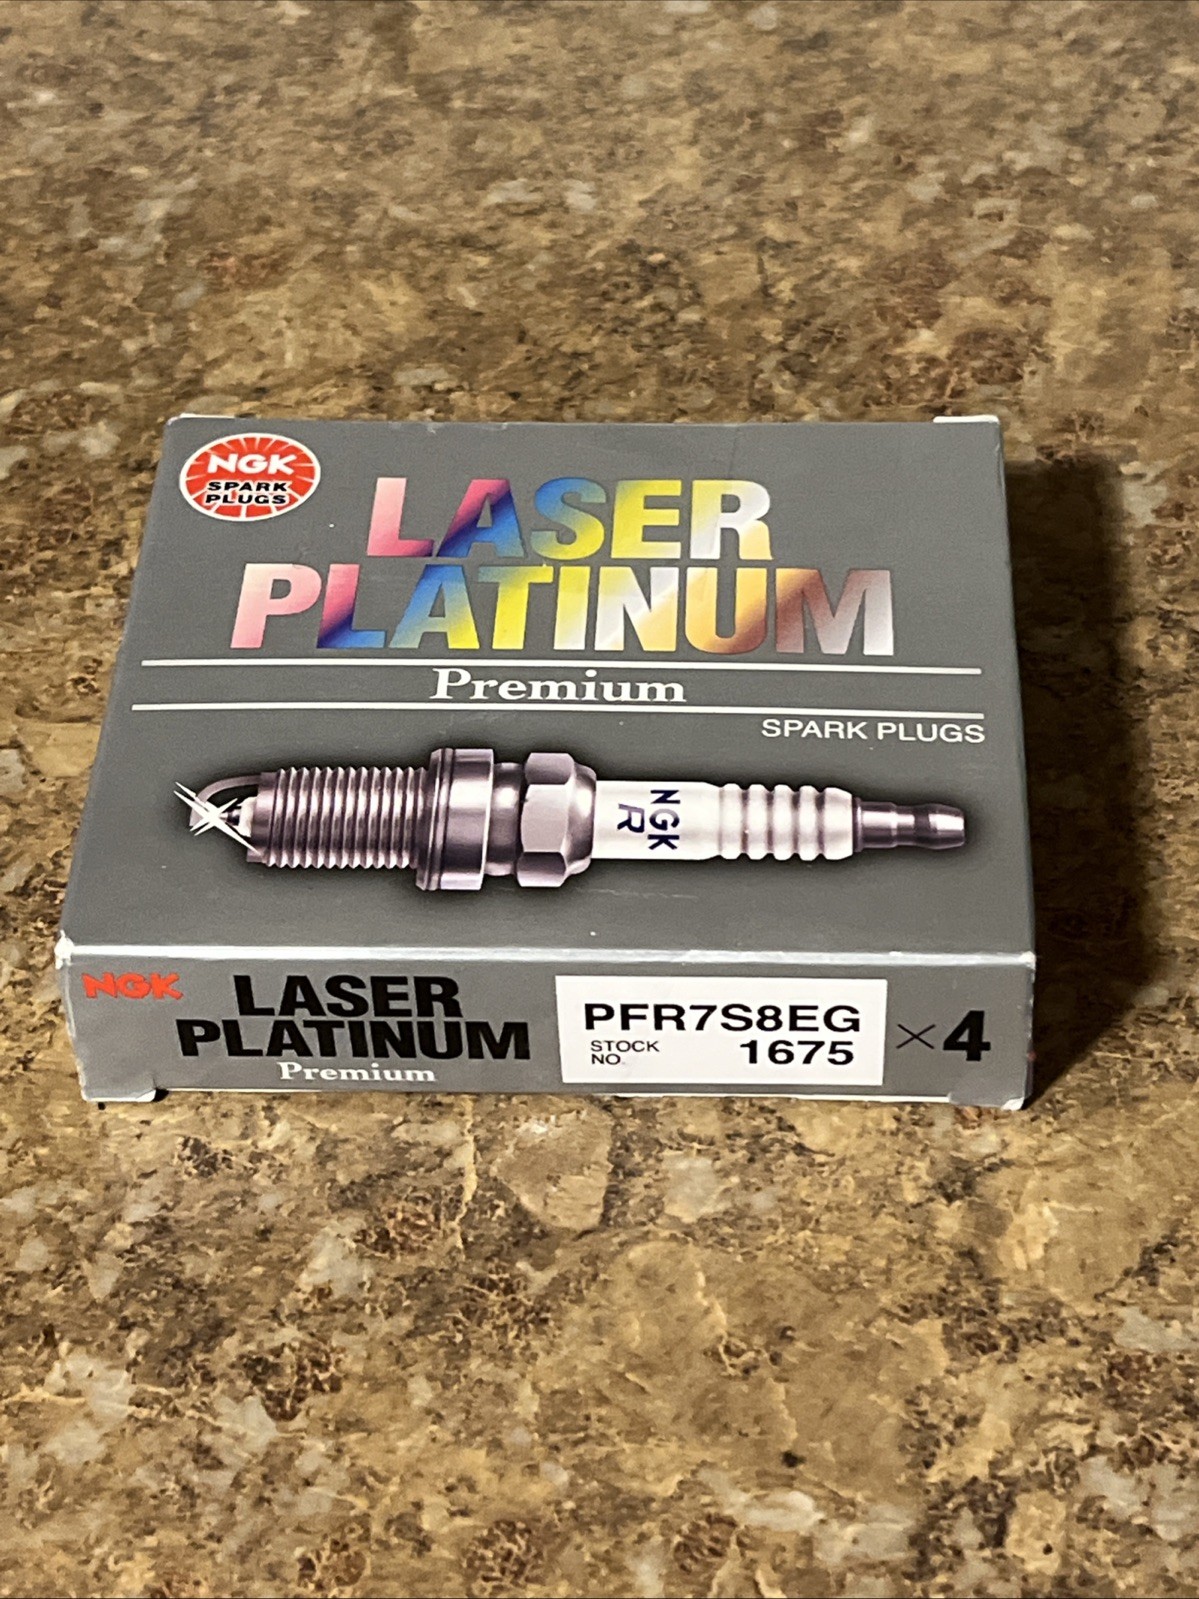 NGK
SPARK
PLUGS
LASER
PLATINUM
Premium
SPARK PLUGS
NGK
R
NGK
LASER
PLATINUM
Premium
PFR7S8EG
STOCK
NO.
1675
×4